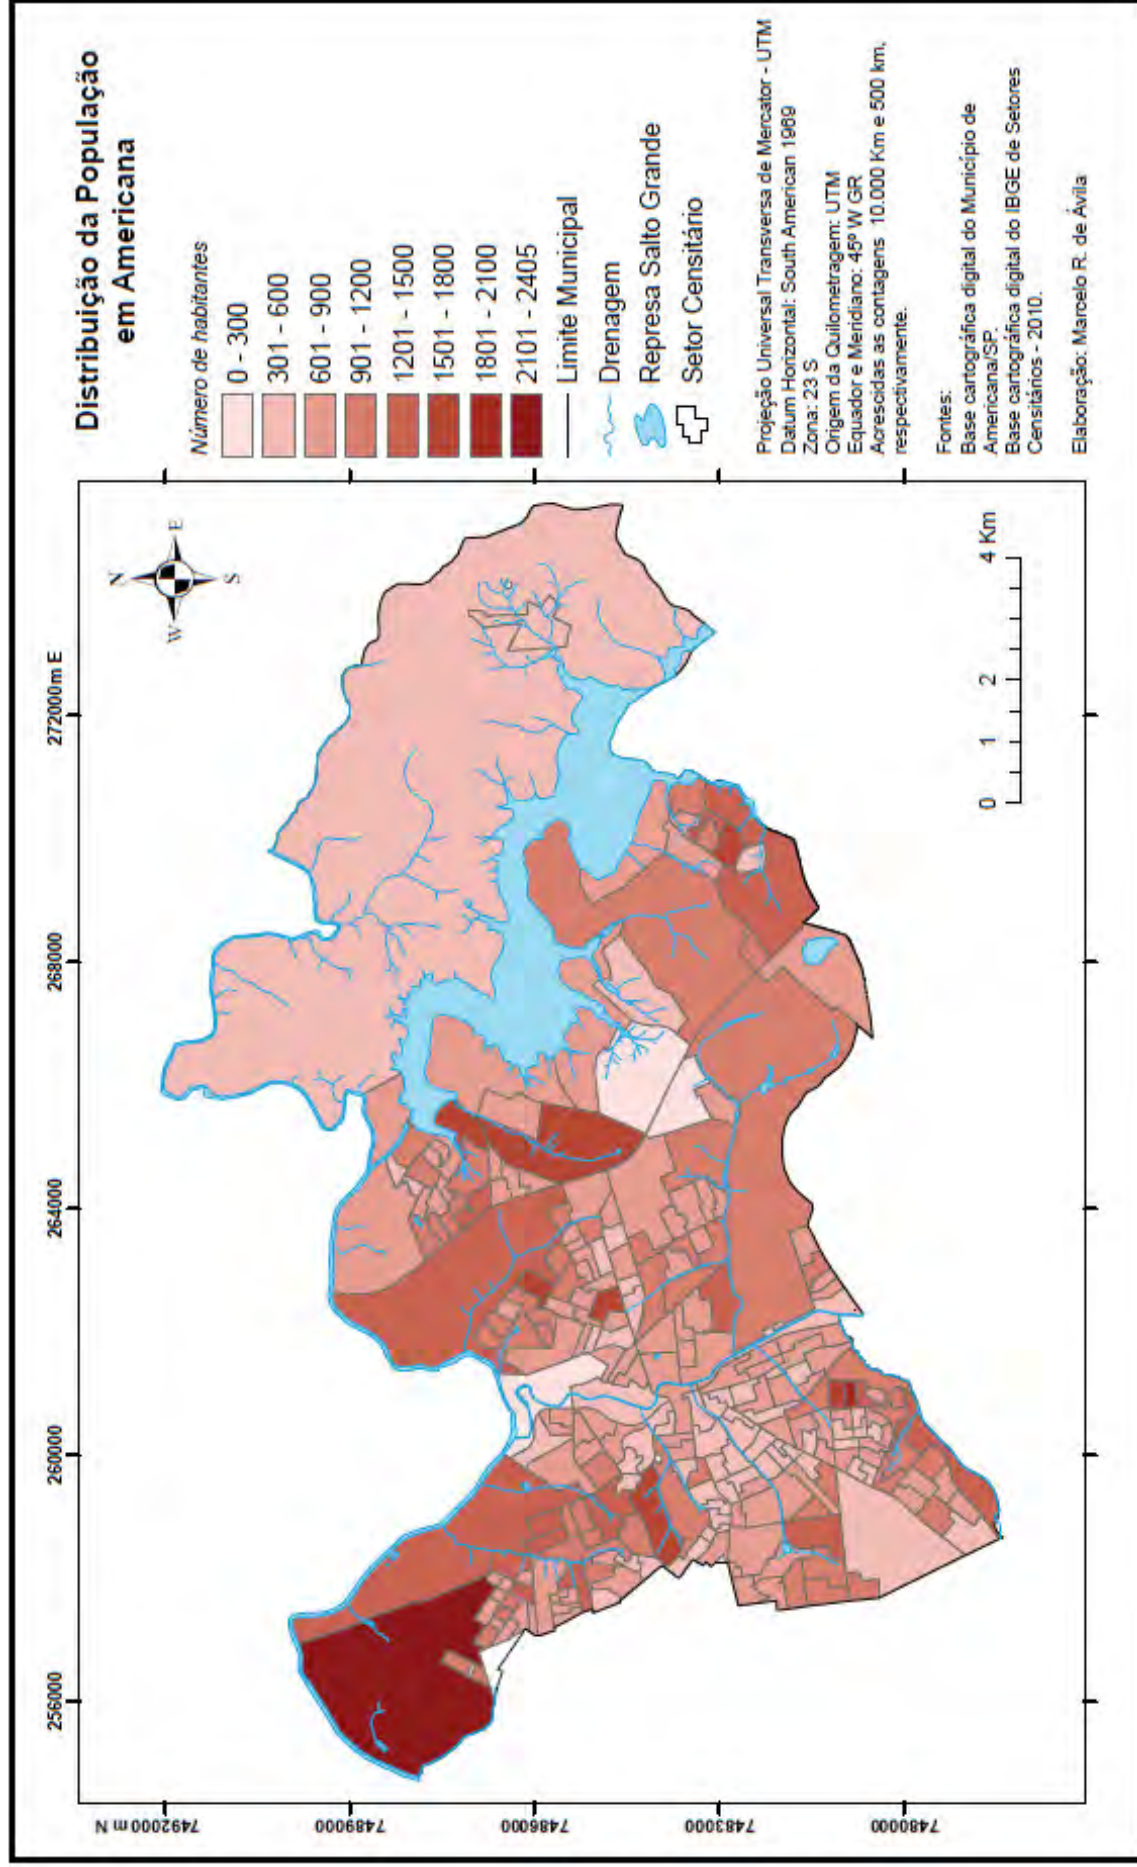 Distribuição da População
em Americana
Número de habitantes
0 - 300
301 - 600
601 - 900
901 - 1200
1201 - 1500
1501 - 1800
1801 - 2100
2101 - 2405
Limite Municipal
Drenagem
Represa Salto Grande
Setor Censitário
Projeção Universal Transversa de Mercator - UTM
Datum Horizontal: South American 1969
Zona: 23 S
Origem da Quilometragem: UTM
Equador e Meridiano: 45º W GR
Acrescidas as contagens 10.000 Km e 500 km,
respectivamente.
Fontes:
Base cartográfica digital do Município de
Americana/SP.
Base cartográfica digital do IBGE de Setores
Censitários - 2010.
Elaboração: Marcelo R. de Ávila
256000
260000
264000
268000
272000m E
7492000 m N
7489000
7486000
7483000
7480000
N
W
E
S
0 1 2 4 Km